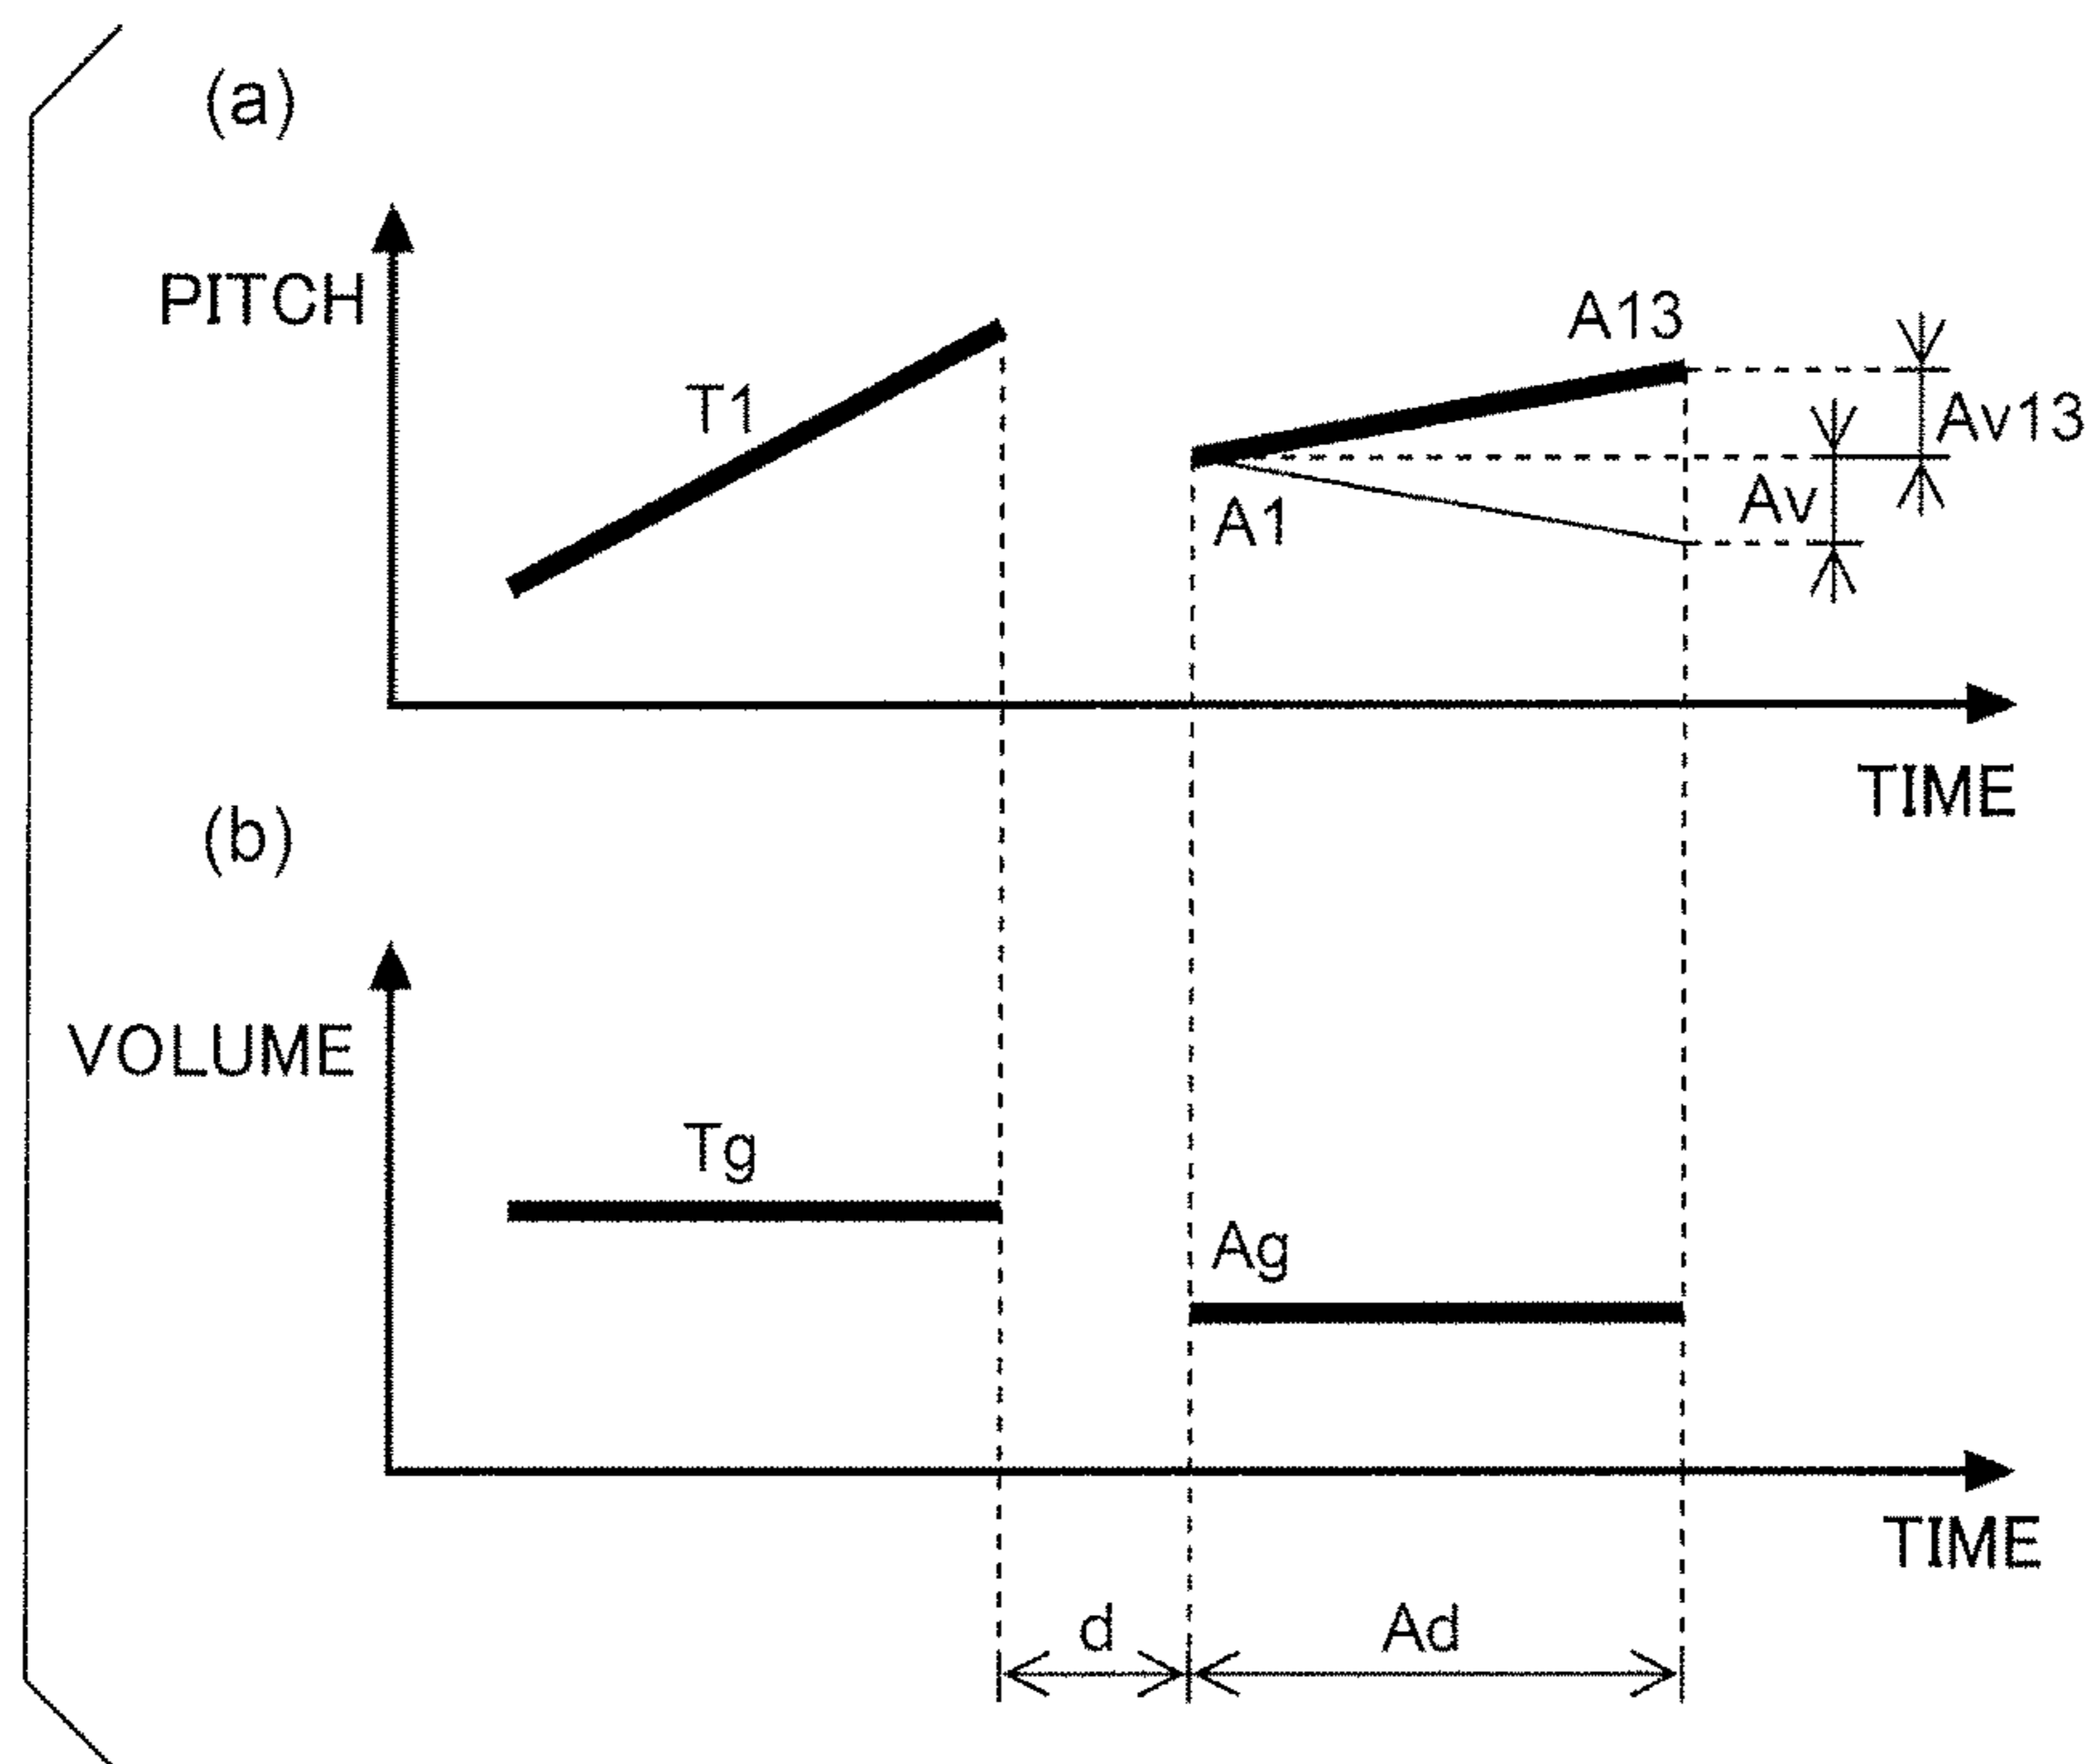 (a)
PITCH
T1
A13
Av13
A1
Av
TIME
(b)
VOLUME
Tg
Ag
TIME
d
Ad